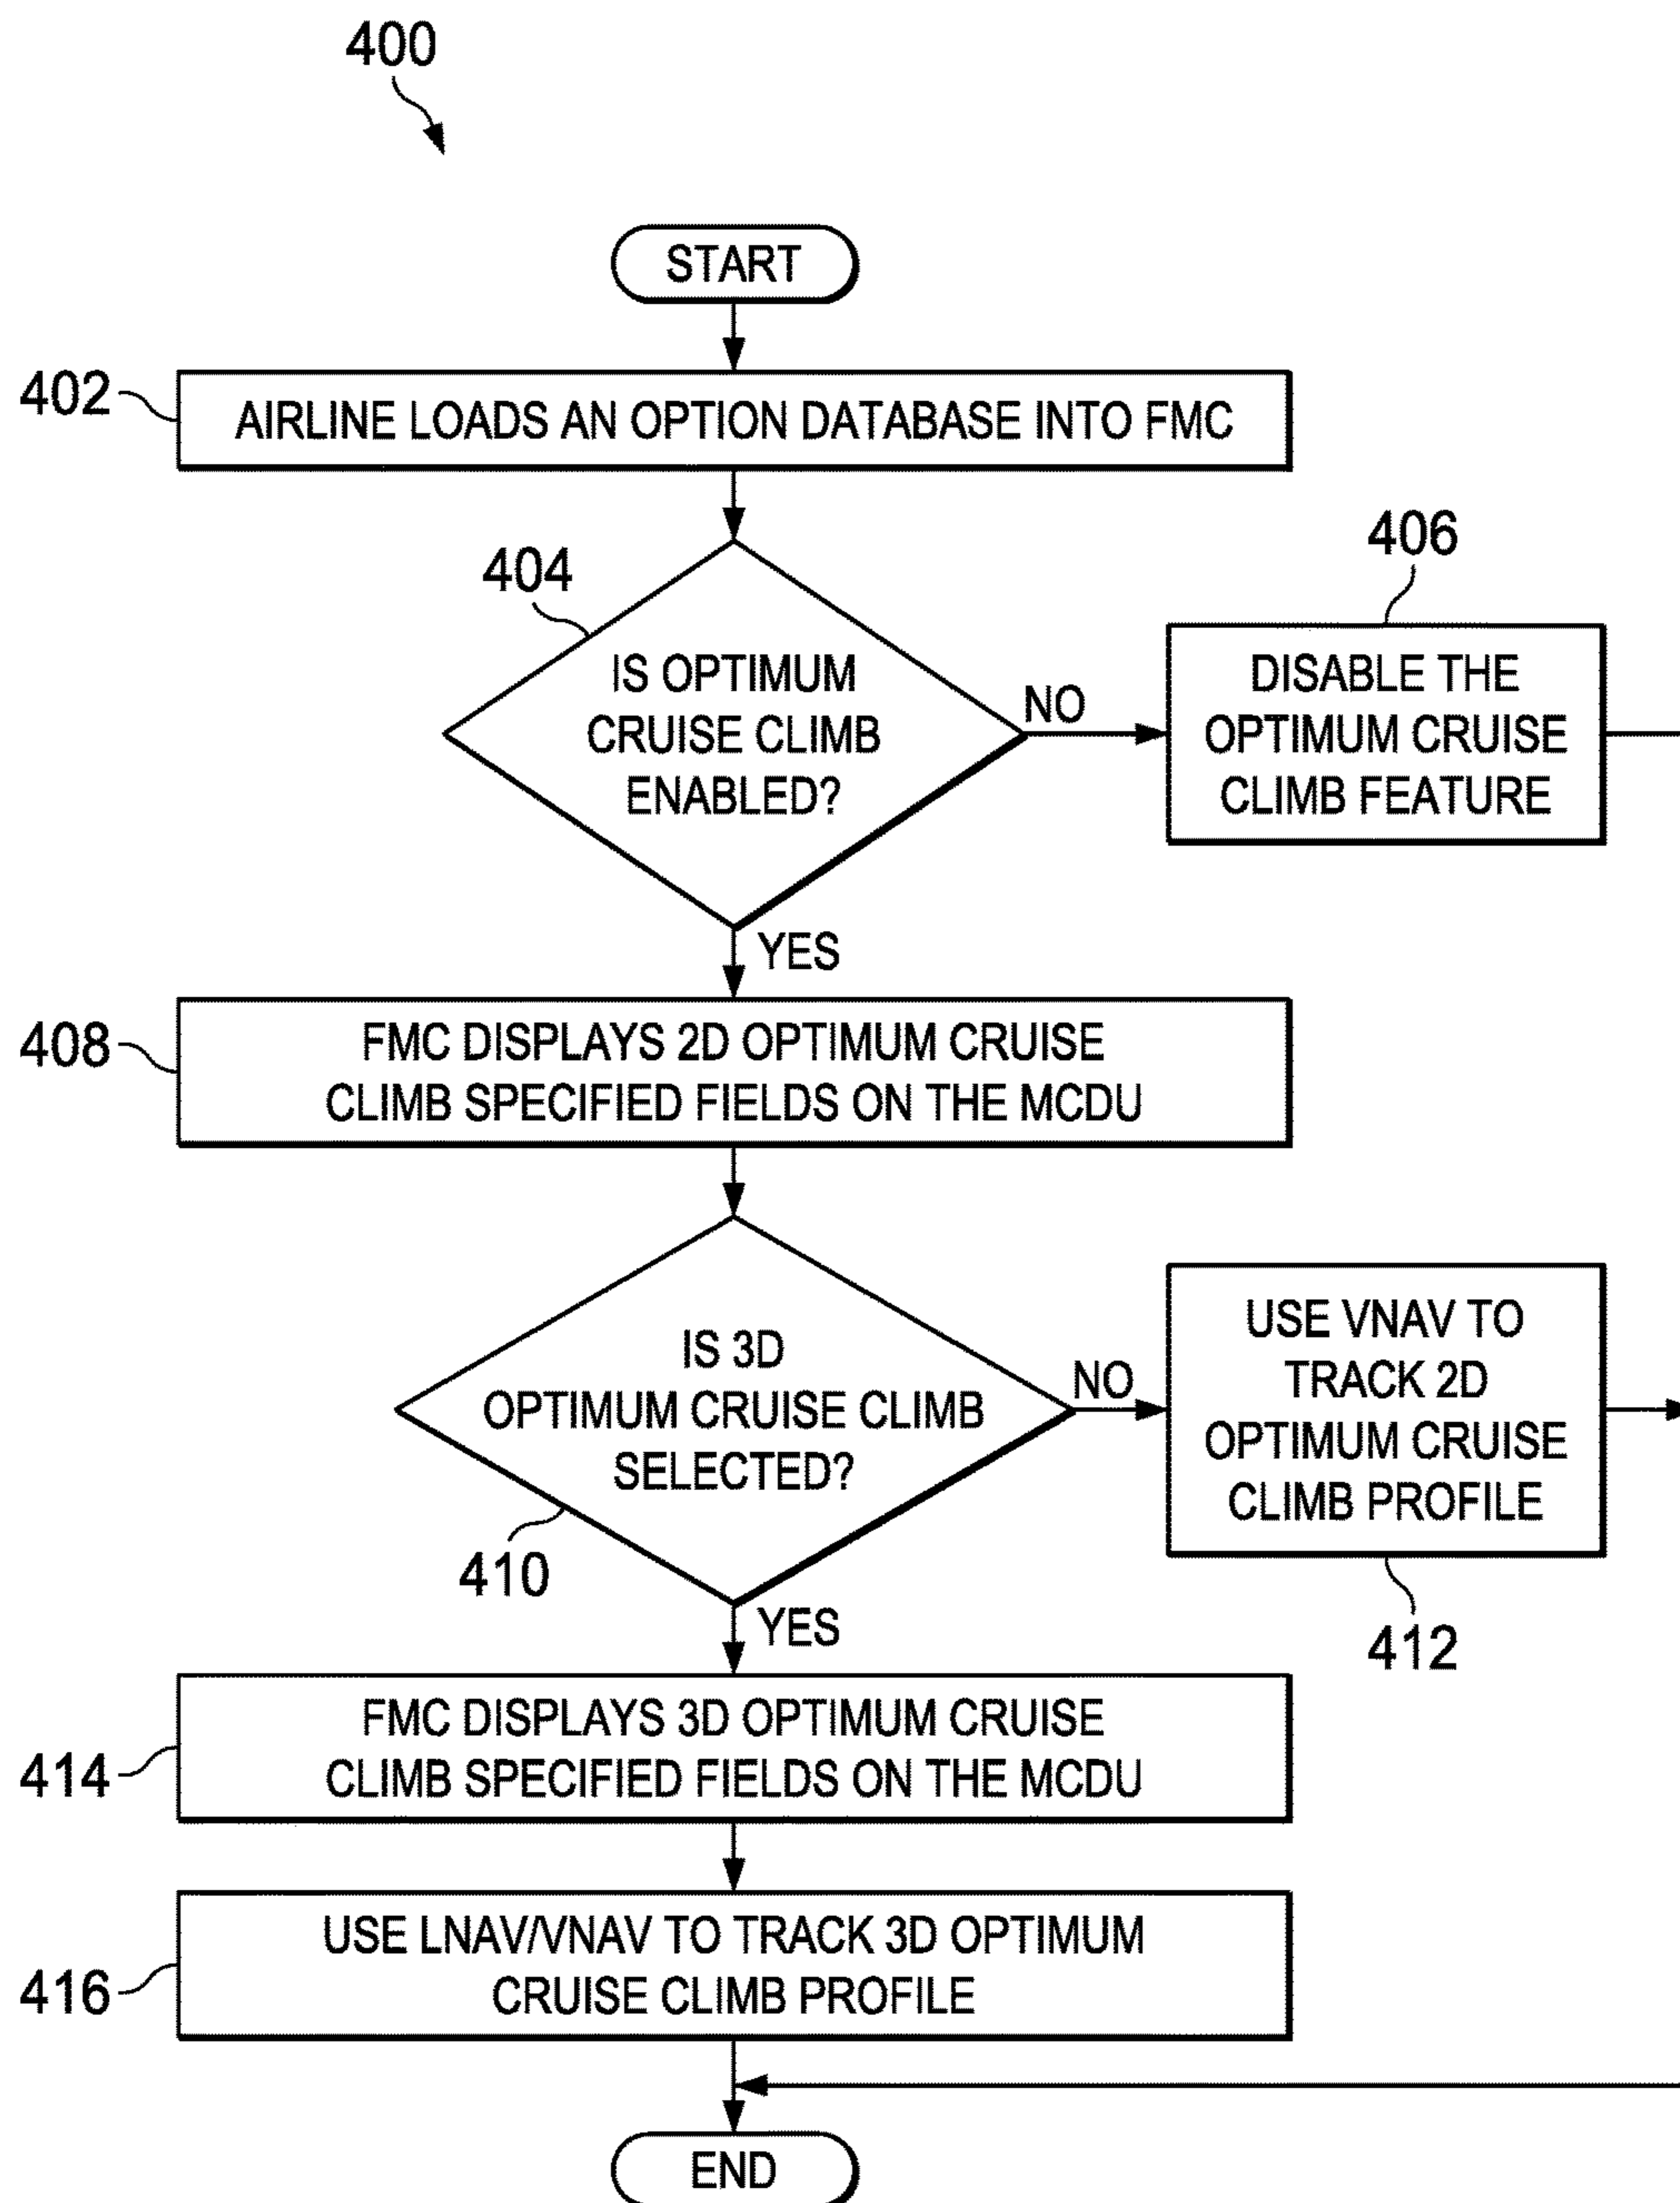 400
START
402
AIRLINE LOADS AN OPTION DATABASE INTO FMC
404
IS OPTIMUM
CRUISE CLIMB
ENABLED?
NO
406
DISABLE THE
OPTIMUM CRUISE
CLIMB FEATURE
YES
408
FMC DISPLAYS 2D OPTIMUM CRUISE
CLIMB SPECIFIED FIELDS ON THE MCDU
IS 3D
OPTIMUM CRUISE CLIMB
SELECTED?
410
NO
USE VNAV TO
TRACK 2D
OPTIMUM CRUISE
CLIMB PROFILE
412
YES
414
FMC DISPLAYS 3D OPTIMUM CRUISE
CLIMB SPECIFIED FIELDS ON THE MCDU
416
USE LNAV/VNAV TO TRACK 3D OPTIMUM
CRUISE CLIMB PROFILE
END